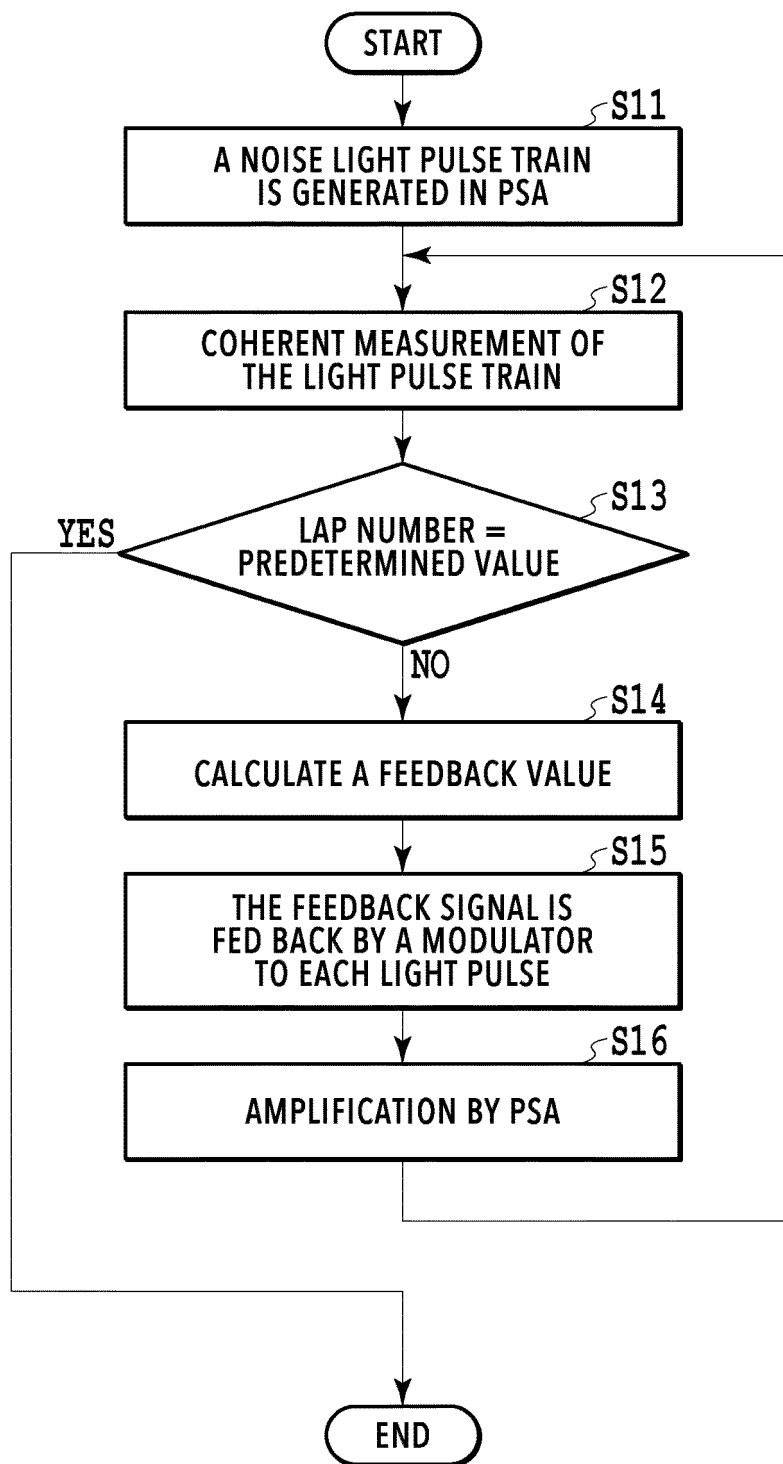 START
S11
A NOISE LIGHT PULSE TRAIN
IS GENERATED IN PSA
S12
COHERENT MEASUREMENT OF
THE LIGHT PULSE TRAIN
S13
YES
LAP NUMBER =
PREDETERMINED VALUE
NO
S14
CALCULATE A FEEDBACK VALUE
S15
THE FEEDBACK SIGNAL IS
FED BACK BY A MODULATOR
TO EACH LIGHT PULSE
S16
AMPLIFICATION BY PSA
END